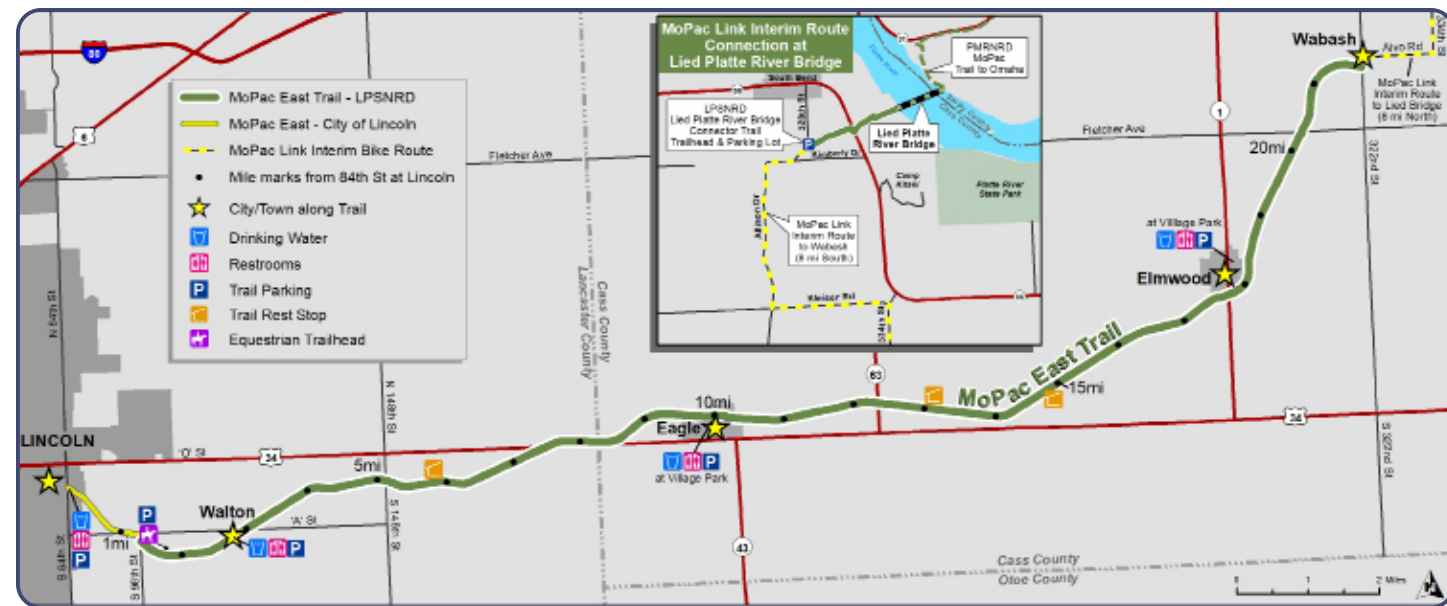 80
6
MoPac East Trail - LPSNRD
MoPac East - City of Lincoln
MoPac Link Interim Bike Route
Mile marks from 84th St at Lincoln
City/Town along Trail
Drinking Water
Restrooms
P
Trail Parking
Trail Rest Stop
Equestrian Trailhead
MoPac Link Interim Route
Connection at
Lied Platte River Bridge
South Bend
66
31
Platte River
PMRNRD
MoPac
Trail to Omaha
LPSNRD
Lied Platte River Bridge
Connector Trail
Trailhead & Parking Lot
P
Lied Platte
River Bridge
Kimberly Dr
Camp
Kitaki
Platte River
State Park
MoPac Link
Interim Route
to Wabash
(8 mi South)
66
Wabash
Alvo Rd
MoPac Link
Interim Route
to Lied Bridge
(8 mi North)
1
Fletcher Ave
Fletcher Ave
20mi
322nd St
N 84th St
N 148th St
Cass County
Lancaster County
at Village Park
P
Elmwood
MoPac East Trail
15mi
63
10mi
Eagle
34
S 322nd St
LINCOLN
'O' St
34
5mi
P
at Village Park
Walton
'A' St
S 148th St
P
1mi
P
P
S 84th St
S 96th St
43
Cass County
Otoe County
0
1
2 Miles
N